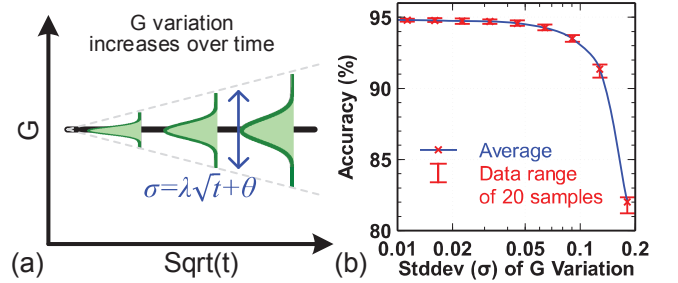 G variation
increases over time
G
σ=λ√t+θ
(a)
Sqrt(t)
95
90
85
80
Accuracy (%)
Average
Data range
of 20 samples
0.01
0.02
0.05
0.1
0.2
(b)
Stddev (σ) of G Variation